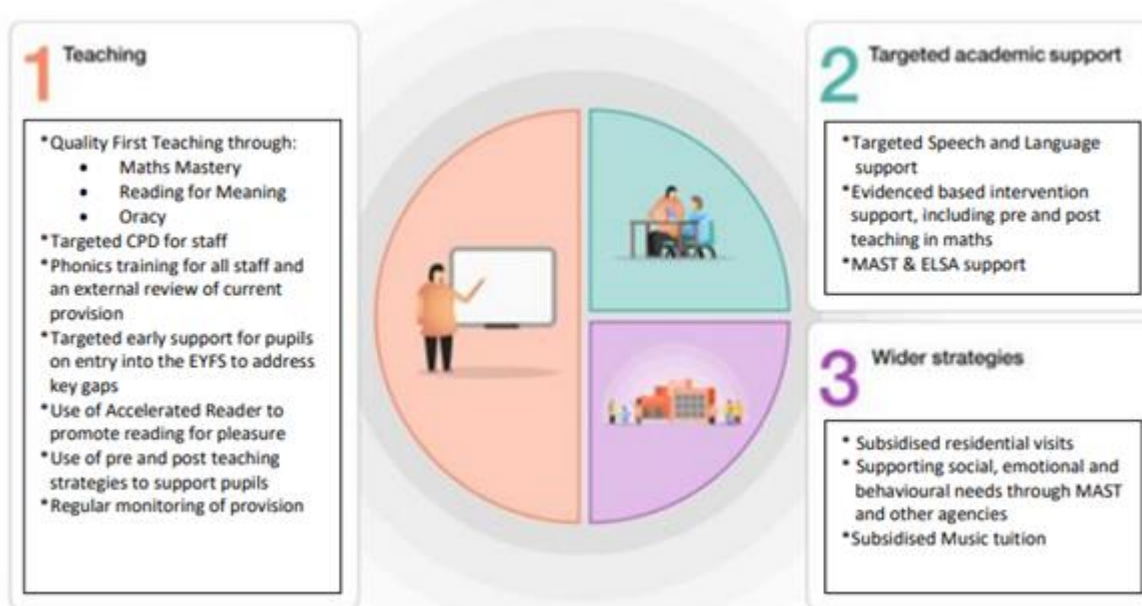 1 Teaching
*Quality First Teaching through:
• Maths Mastery
• Reading for Meaning
• Oracy
*Targeted CPD for staff
*Phonics training for all staff and
an external review of current
provision
*Targeted early support for pupils
on entry into the EYFS to address
key gaps
*Use of Accelerated Reader to
promote reading for pleasure
*Use of pre and post teaching
strategies to support pupils
*Regular monitoring of provision
2 Targeted academic support
*Targeted Speech and Language
support
*Evidenced based intervention
support, including pre and post
teaching in maths
*MAST & ELSA support
3 Wider strategies
* Subsidised residential visits
* Supporting social, emotional and
behavioural needs through MAST
and other agencies
*Subsidised Music tuition